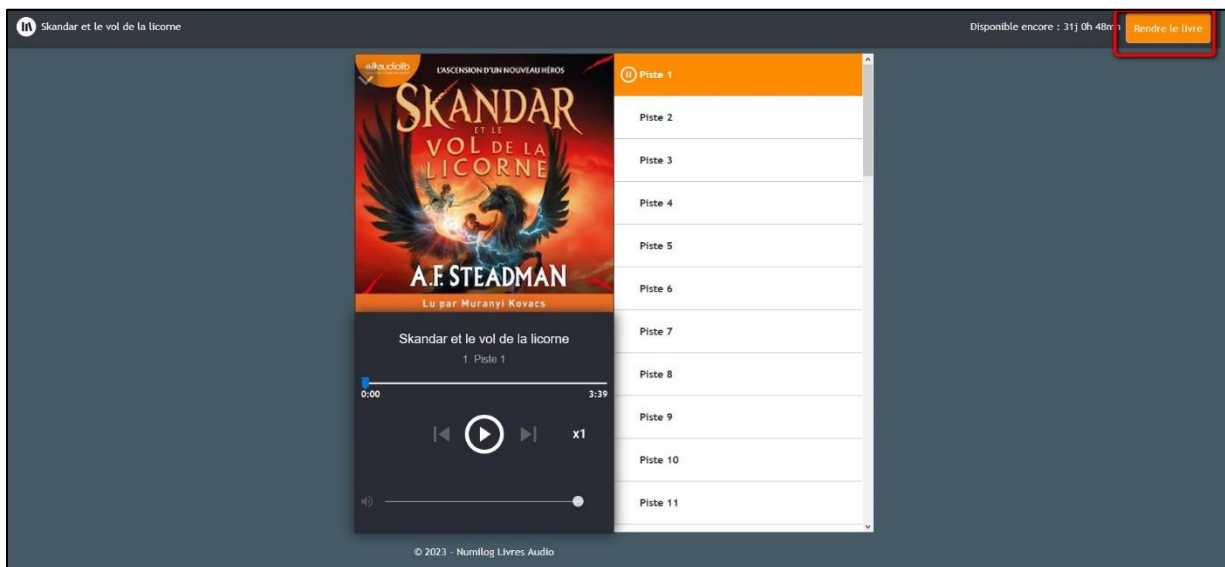 Skandar et le vol de la licorne
Disponible encore : 31j 0h 48mn
Rendre le livre
audiolib
L'ASCENSION D'UN NOUVEAU HÉROS
SKANDAR
ET LE
VOL DE LA
LICORNE
A.F. STEADMAN
Lu par Muranyi Kovacs
Skandar et le vol de la licorne
1. Piste 1
0:00
3:39
x1
Piste 1
Piste 2
Piste 3
Piste 4
Piste 5
Piste 6
Piste 7
Piste 8
Piste 9
Piste 10
Piste 11
© 2023 - Numilog Livres Audio